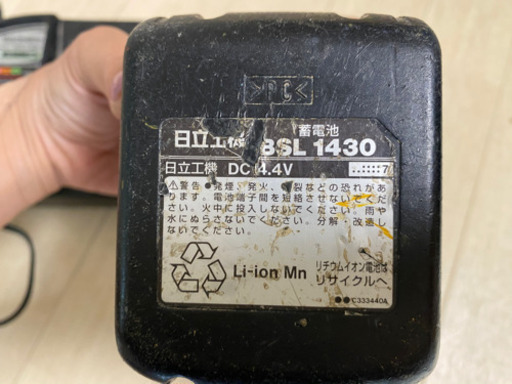 >PC<
蓄電池
日立工機 BSL 1430
日立工機 DC 14.4V 7
⚠警告 ●発煙、発火、破裂などの恐れがあ
ります。電池端子間を短絡させないでくださ
い。火中に投入しないでください。雨や
水にぬらさないでください。分解・改造し
ないでください。
Li-ion Mn
リチウムイオン電池は
リサイクルへ
●●C333440A